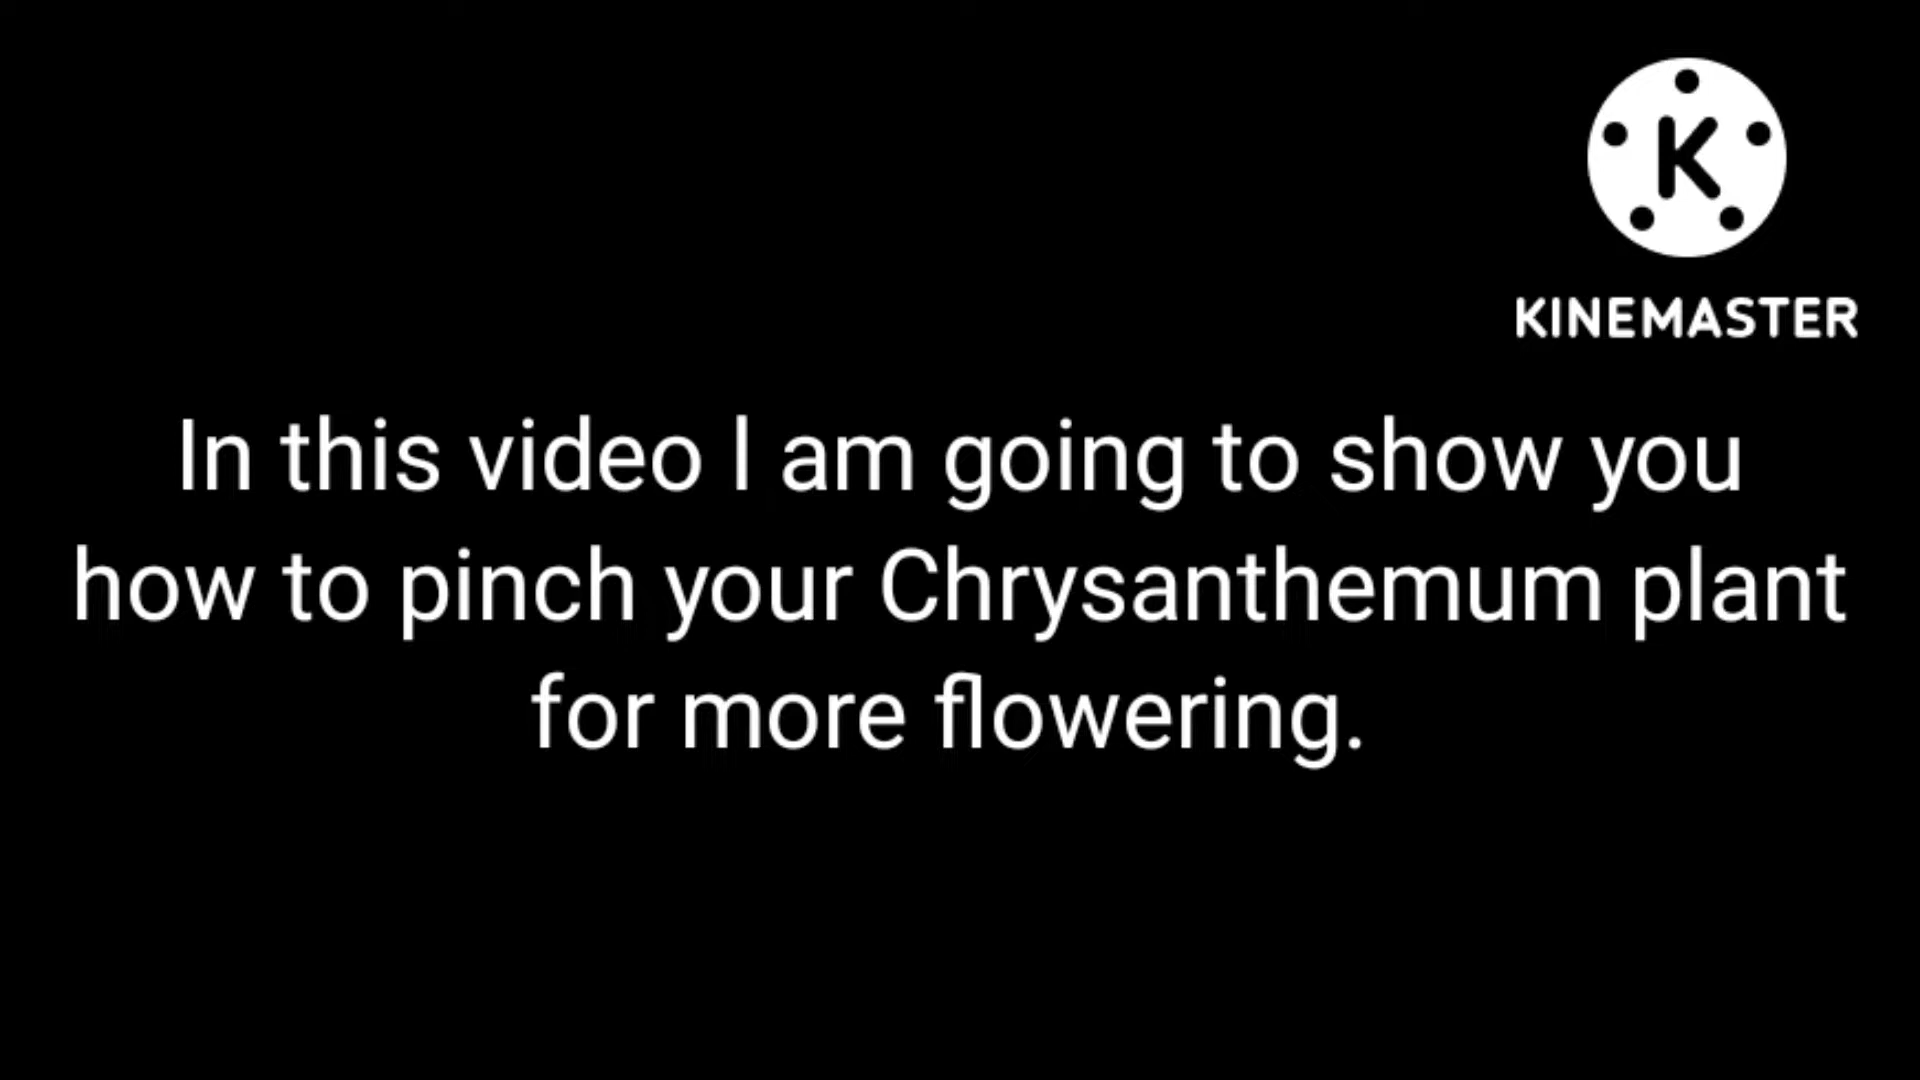 K
KINEMASTER
In this video I am going to show you
how to pinch your Chrysanthemum plant
for more flowering.